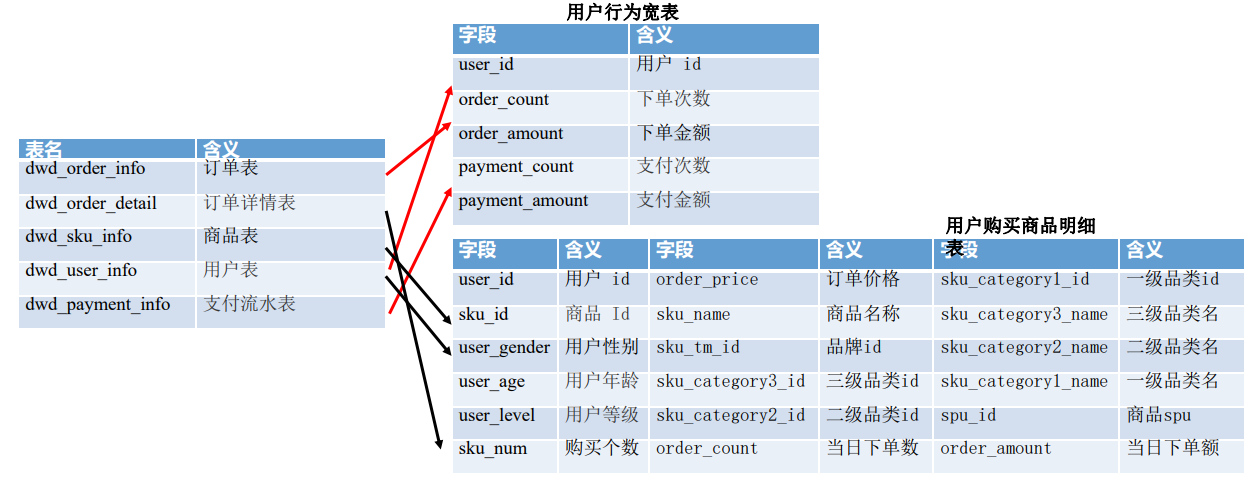 用户行为宽表
字段 含义
user_id 用户 id
order_count 下单次数
order_amount 下单金额
payment_count 支付次数
payment_amount 支付金额
表名 含义
dwd_order_info 订单表
dwd_order_detail 订单详情表
dwd_sku_info 商品表
dwd_user_info 用户表
dwd_payment_info 支付流水表
用户购买商品明细
表
字段 含义 字段 含义 字段 含义
user_id 用户 id order_price 订单价格 sku_category1_id 一级品类id
sku_id 商品 Id sku_name 商品名称 sku_category3_name 三级品类名
user_gender 用户性别 sku_tm_id 品牌id sku_category2_name 二级品类名
user_age 用户年龄 sku_category3_id 三级品类id sku_category1_name 一级品类名
user_level 用户等级 sku_category2_id 二级品类id spu_id 商品spu
sku_num 购买个数 order_count 当日下单数 order_amount 当日下单额